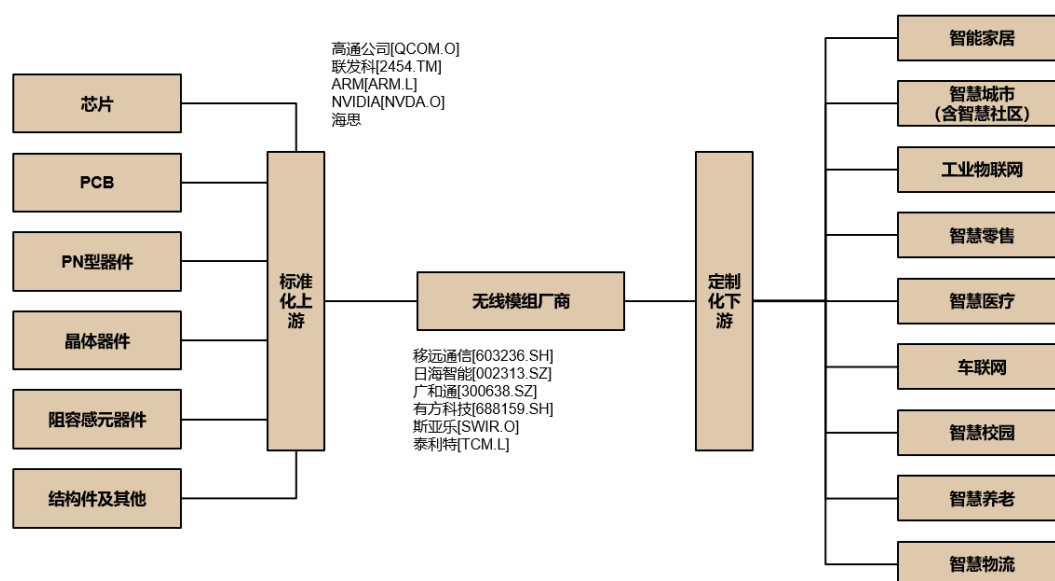 高通公司[QCOM.O]
联发科[2454.TM]
ARM[ARM.L]
NVIDIA[NVDA.O]
海思
芯片
PCB
PN型器件
晶体器件
阻容感元器件
结构件及其他
标准
化上
游
无线模组厂商
移远通信[603236.SH]
日海智能[002313.SZ]
广和通[300638.SZ]
有方科技[688159.SH]
斯亚乐[SWIR.O]
泰利特[TCM.L]
定制
化下
游
智能家居
智慧城市
(含智慧社区)
工业物联网
智慧零售
智慧医疗
车联网
智慧校园
智慧养老
智慧物流